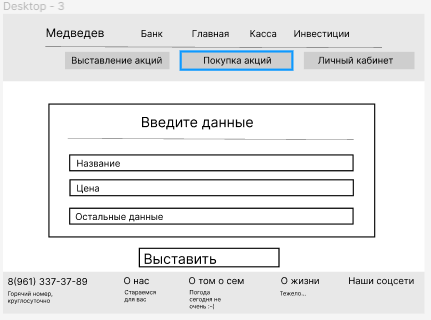 Desktop - 3
Медведев Банк Главная Касса Инвестиции
Выставление акций Покупка акций Личный кабинет
Введите данные
Название
Цена
Остальные данные
Выставить
8(961) 337-37-89 О нас О том о сем О жизни Наши соцсети
Горячий номер, Стараемся Погода Тяжело...
круглосуточно для вас сегодня не
очень :-(